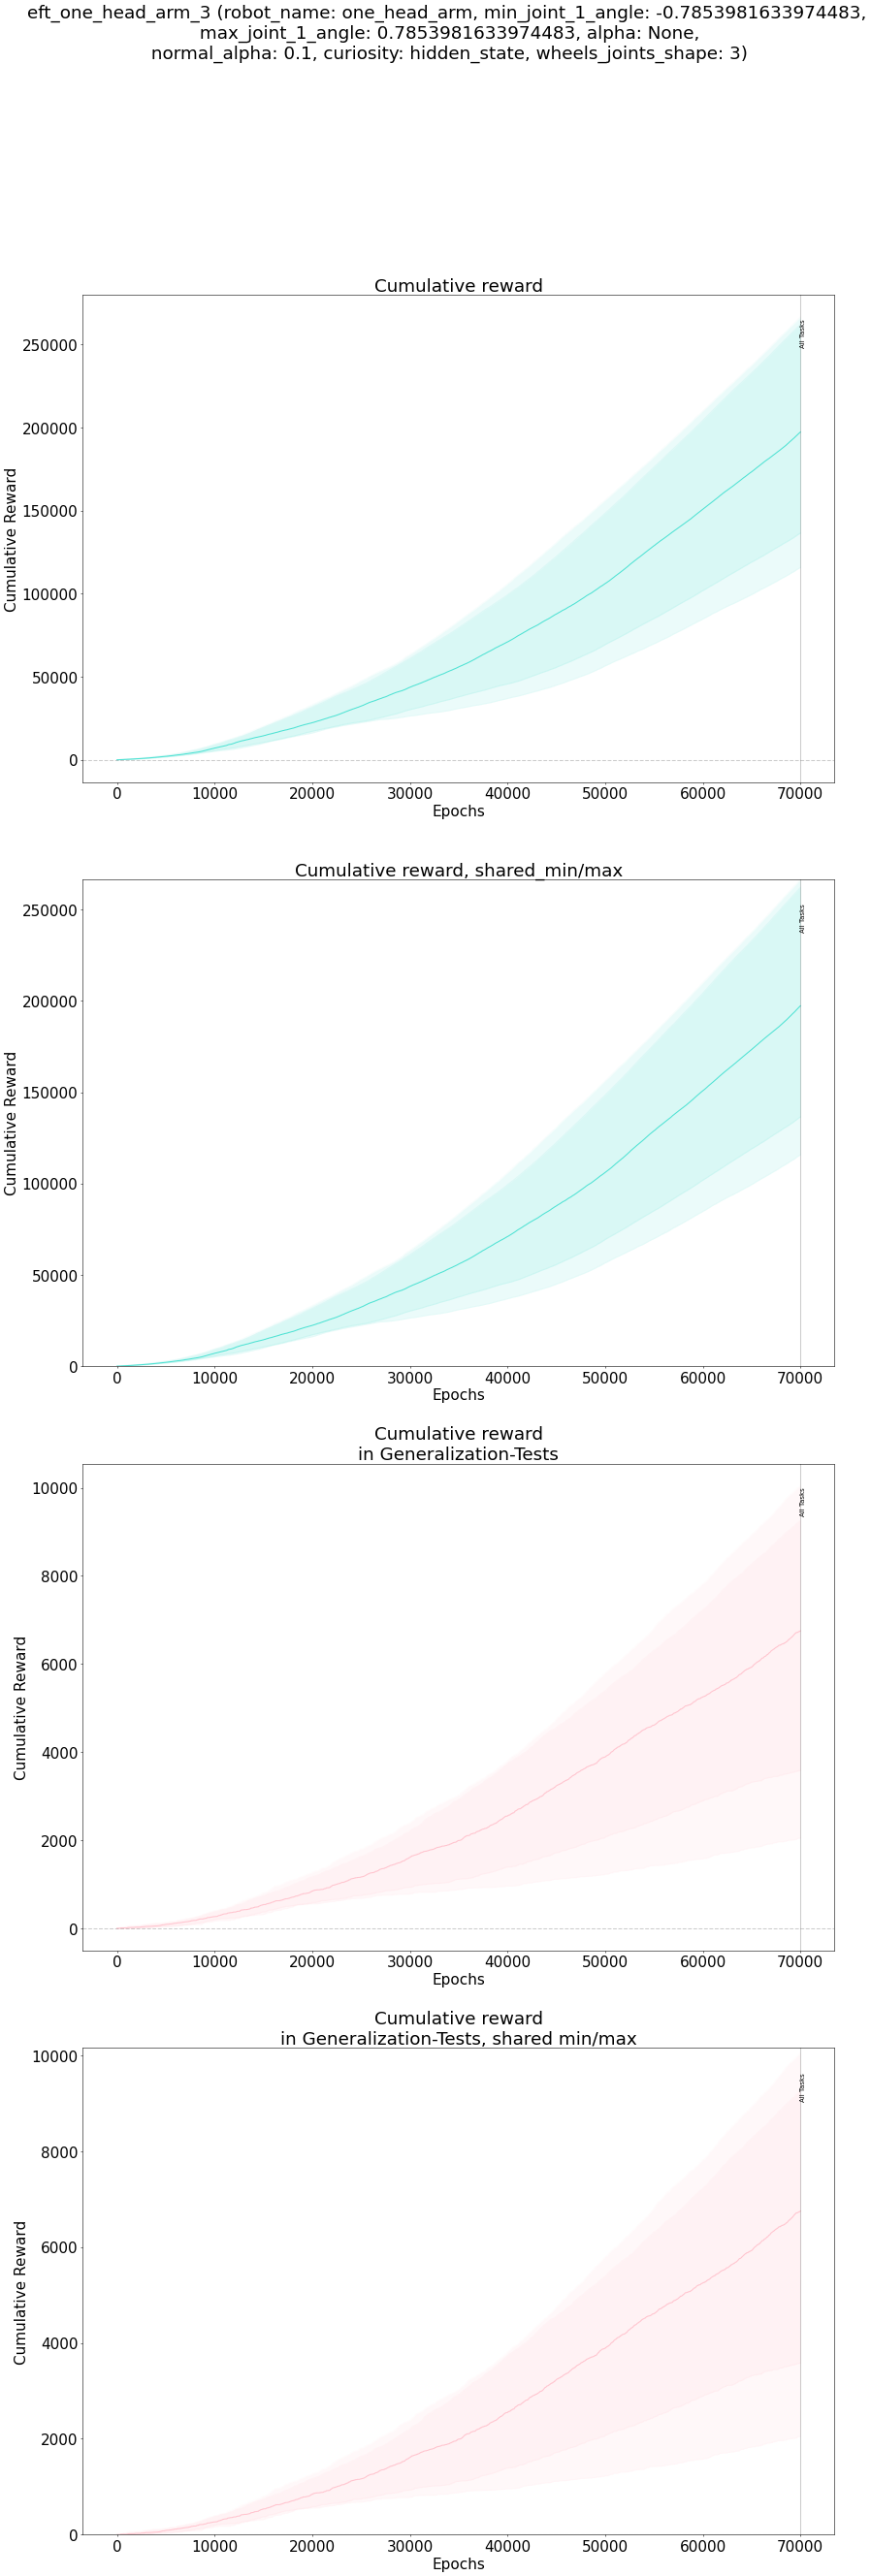 eft_one_head_arm_3 (robot_name: one_head_arm, min_joint_1_angle: -0.7853981633974483,
max_joint_1_angle: 0.7853981633974483, alpha: None,
normal_alpha: 0.1, curiosity: hidden_state, wheels_joints_shape: 3)
Cumulative reward
All Tasks
250000
200000
150000
100000
50000
0
Cumulative Reward
0 10000 20000 30000 40000 50000 60000 70000
Epochs
Cumulative reward, shared_min/max
All Tasks
250000
200000
150000
100000
50000
0
Cumulative Reward
0 10000 20000 30000 40000 50000 60000 70000
Epochs
Cumulative reward
in Generalization-Tests
All Tasks
10000
8000
6000
4000
2000
0
Cumulative Reward
0 10000 20000 30000 40000 50000 60000 70000
Epochs
Cumulative reward
in Generalization-Tests, shared min/max
All Tasks
10000
8000
6000
4000
2000
0
Cumulative Reward
0 10000 20000 30000 40000 50000 60000 70000
Epochs